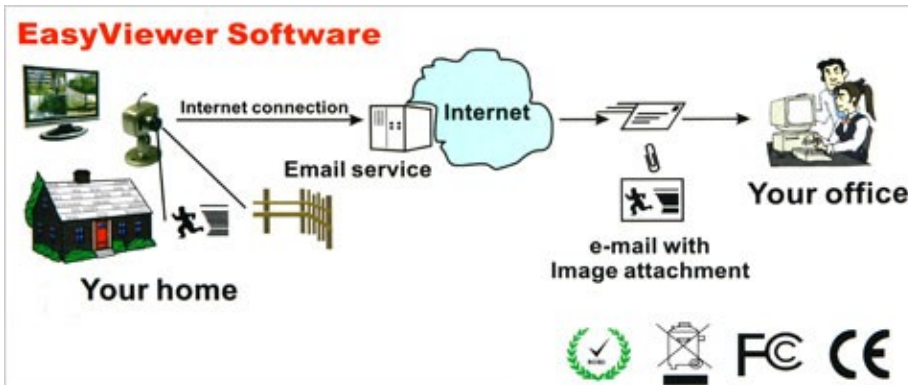 EasyViewer Software
Internet connection
Internet
Email service
Your home
e-mail with
Image attachment
Your office
FC CE